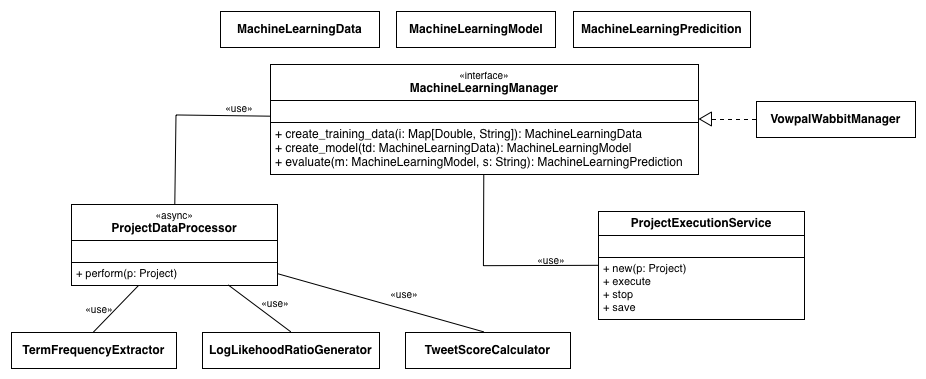 MachineLearningData
MachineLearningModel
MachineLearningPredicition
«interface»
MachineLearningManager
+ create_training_data(i: Map[Double, String]): MachineLearningData
+ create_model(td: MachineLearningData): MachineLearningModel
+ evaluate(m: MachineLearningModel, s: String): MachineLearningPrediction
«use»
VowpalWabbitManager
«async»
ProjectDataProcessor
+ perform(p: Project)
ProjectExecutionService
+ new(p: Project)
+ execute
+ stop
+ save
«use»
«use»
«use»
«use»
TermFrequencyExtractor
LogLikehoodRatioGenerator
TweetScoreCalculator